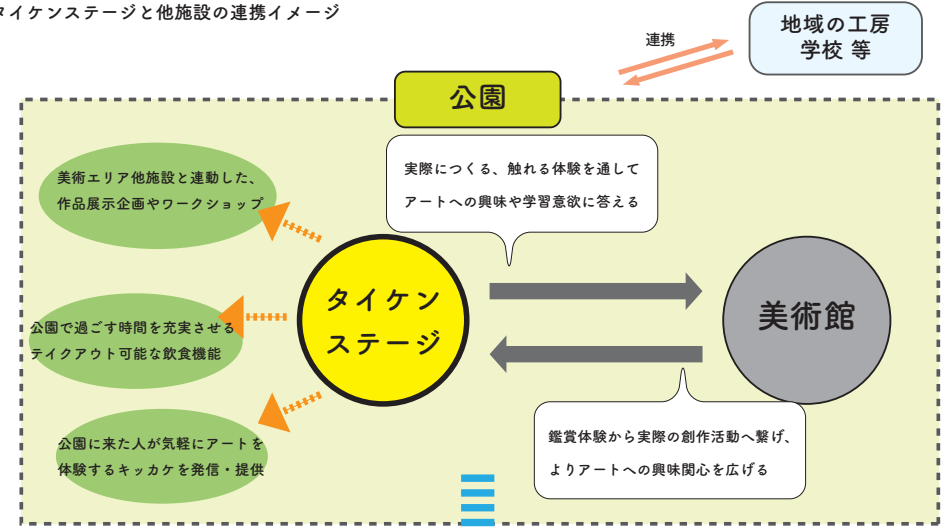 タイケンステージと他施設の連携イメージ
地域の工房
学校 等
連携
公園
実際につくる、触れる体験を通して
アートへの興味や学習意欲に答える
美術エリア他施設と連動した、
作品展示企画やワークショップ
タイケン
ステージ
美術館
公園で過ごす時間を充実させる
テイクアウト可能な飲食機能
公園に来た人が気軽にアートを
体験するキッカケを発信・提供
鑑賞体験から実際の創作活動へ繋げ、
よりアートへの興味関心を広げる